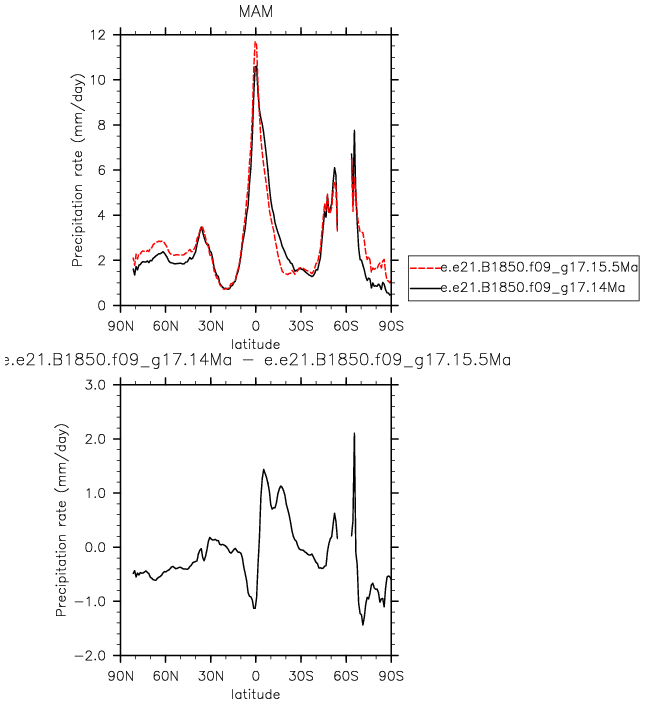 MAM
12
10
8
6
4
2
0
Precipitation rate (mm/day)
90N 60N 30N 0 30S 60S 90S
latitude
e.e21.B1850.f09_g17.15.5Ma
e.e21.B1850.f09_g17.14Ma
e.e21.B1850.f09_g17.14Ma − e.e21.B1850.f09_g17.15.5Ma
3.0
2.0
1.0
0.0
-1.0
-2.0
Precipitation rate (mm/day)
90N 60N 30N 0 30S 60S 90S
latitude